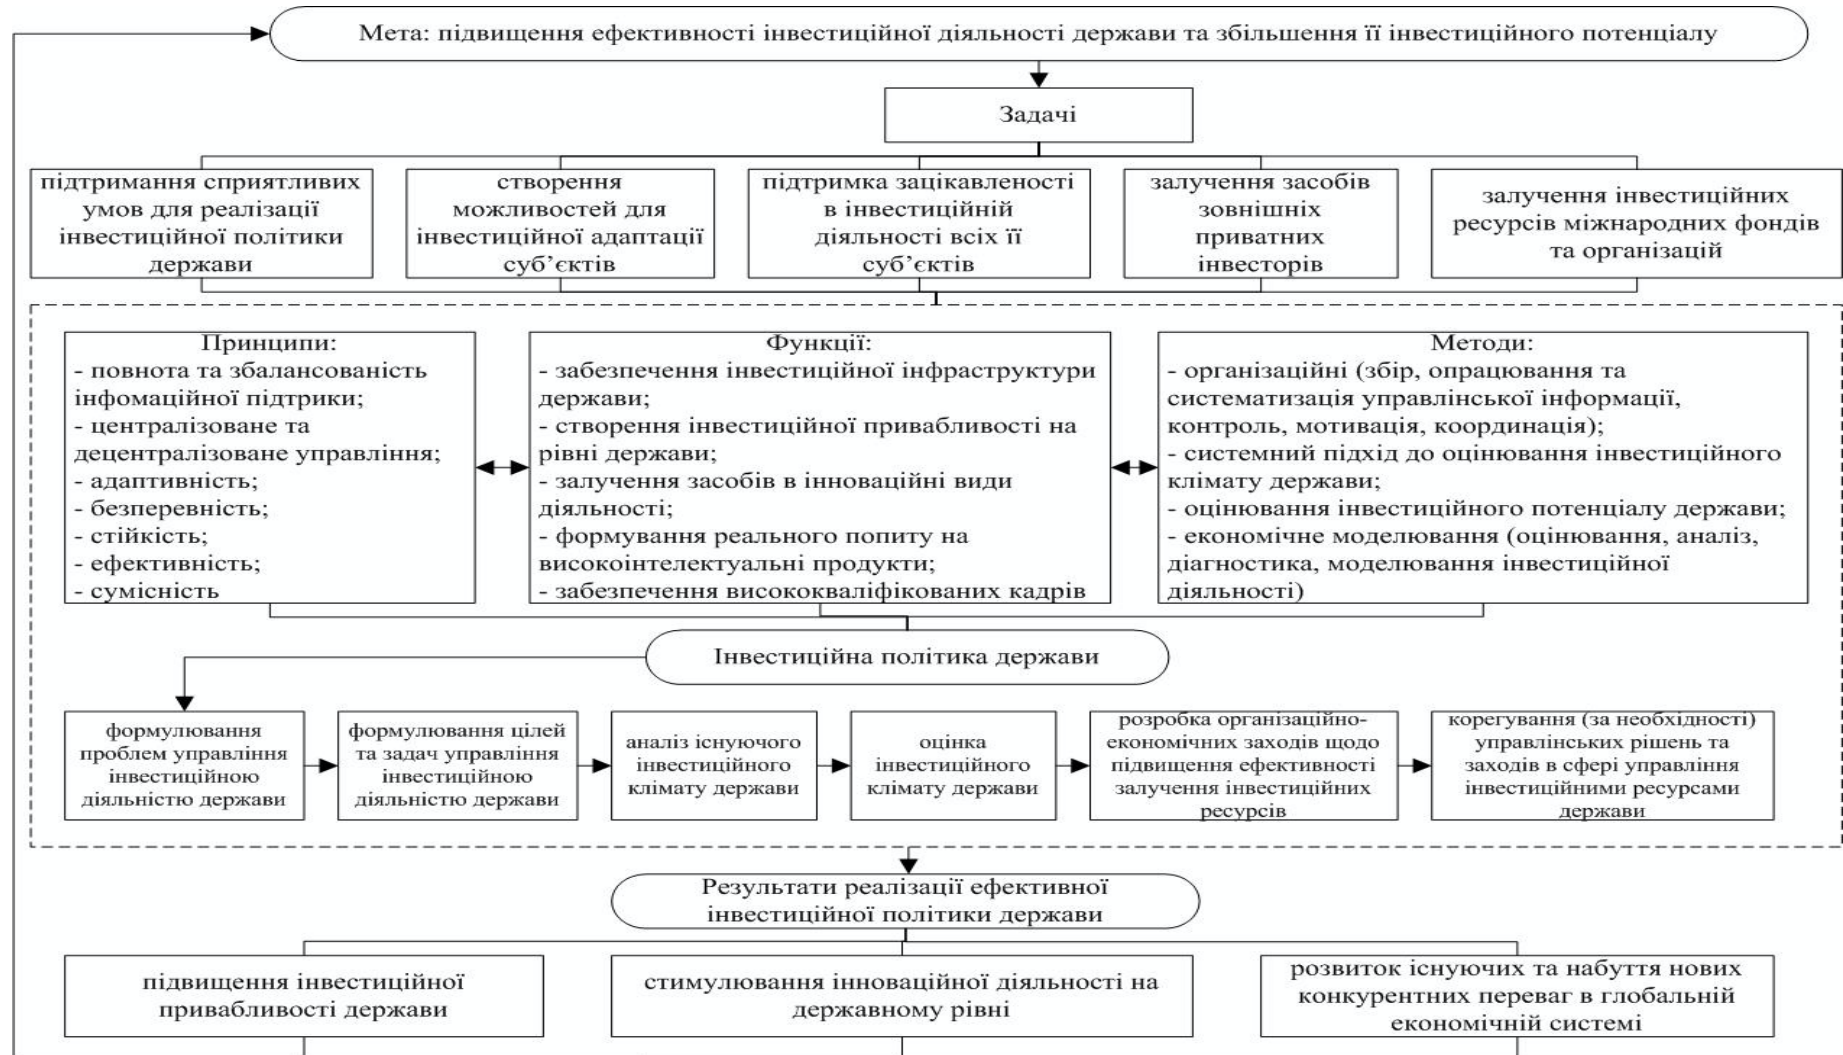 Мета: підвищення ефективності інвестиційної діяльності держави та збільшення її інвестиційного потенціалу
Задачі
підтримання сприятливих
умов для реалізації
інвестиційної політики
держави
створення
можливостей для
інвестиційної адаптації
суб’єктів
підтримка зацікавленості
в інвестиційній
діяльності всіх її
суб’єктів
залучення засобів
зовнішніх
приватних
інвесторів
залучення інвестиційних
ресурсів міжнародних фондів
та організацій
Принципи:
- повнота та збалансованість
інфомаційної підтрики;
- централізоване та
децентралізоване управління;
- адаптивність;
- безперевність;
- стійкість;
- ефективність;
- сумісність
Функції:
- забезпечення інвестиційної інфраструктури
держави;
- створення інвестиційної привабливості на
рівні держави;
- залучення засобів в інноваційні види
діяльності;
- формування реального попиту на
високоінтелектуальні продукти;
- забезпечення висококваліфікованих кадрів
Методи:
- організаційні (збір, опрацювання та
систематизація управлінської інформації,
контроль, мотивація, координація);
- системний підхід до оцінювання інвестиційного
клімату держави;
- оцінювання інвестиційного потенціалу держави;
- економічне моделювання (оцінювання, аналіз,
діагностика, моделювання інвестиційної
діяльності)
Інвестиційна політика держави
формулювання
проблем управління
інвестиційною
діяльністю держави
формулювання цілей
та задач управління
інвестиційною
діяльністю держави
аналіз існуючого
інвестиційного
клімату держави
оцінка
інвестиційного
клімату держави
розробка організаційно-
економічних заходів щодо
підвищення ефективності
залучення інвестиційних
ресурсів
корегування (за необхідності)
управлінських рішень та
заходів в сфері управління
інвестиційними ресурсами
держави
Результати реалізації ефективної
інвестиційної політики держави
підвищення інвестиційної
привабливості держави
стимулювання інноваційної діяльності на
державному рівні
розвиток існуючих та набуття нових
конкурентних переваг в глобальній
економічній системі